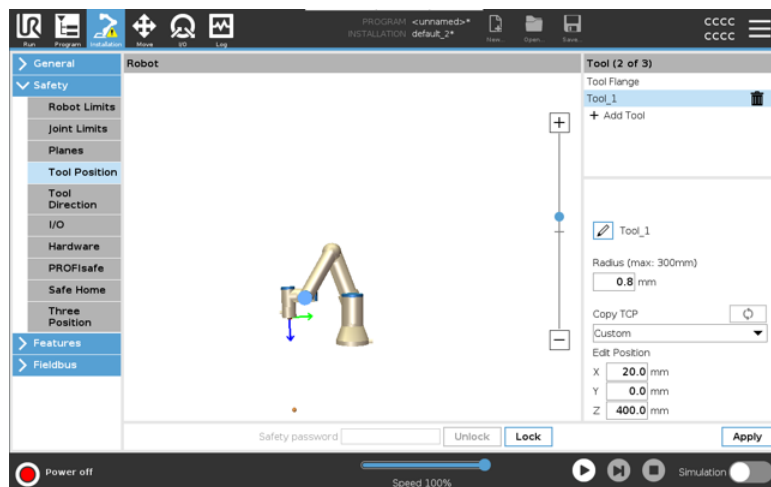 PROGRAM <unnamed>*
INSTALLATION default_2*
CCCC
CCCC
Run
Program
Installation
Move
I/O
Log
New...
Open...
Save...
General
Safety
Robot Limits
Joint Limits
Planes
Tool Position
Tool
Direction
I/O
Hardware
PROFIsafe
Safe Home
Three
Position
Features
Fieldbus
Robot
Tool (2 of 3)
Tool Flange
Tool_1
+ Add Tool
Tool_1
Radius (max: 300mm)
0.8 mm
Copy TCP
Custom
Edit Position
X 20.0 mm
Y 0.0 mm
Z 400.0 mm
Safety password
Unlock
Lock
Apply
Power off
Speed 100%
Simulation